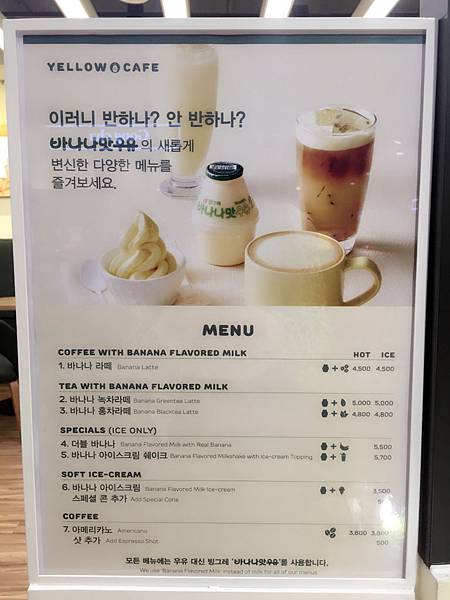 YELLOW CAFE
이러니 반하나? 안 반하나?
바나나맛우유의 새롭게
변신한 다양한 메뉴를
즐겨보세요.
빙그레
바나나맛우유
MENU
COFFEE WITH BANANA FLAVORED MILK HOT ICE
1. 바나나 라떼 Banana Latte + 4,500 4,500
TEA WITH BANANA FLAVORED MILK
2. 바나나 녹차라떼 Banana Greentea Latte + 5,000 5,000
3. 바나나 홍차라떼 Banana Blacktea Latte + 4,800 4,800
SPECIALS (ICE ONLY)
4. 더블 바나나 Banana Flavored Milk with Real Banana + 5,500
5. 바나나 아이스크림 쉐이크 Banana Flavored Milkshake with Ice-cream Topping + 5,700
SOFT ICE-CREAM
6. 바나나 아이스크림 Banana Flavored Milk Ice-cream + 3,500
스페셜 콘 추가 Add Special Cone 500
COFFEE
7. 아메리카노 Americano 3,800 3,800
샷 추가 Add Espresso Shot 500
모든 메뉴에는 우유 대신 빙그레 '바나나맛우유'를 사용합니다.
We use 'Banana Flavored Milk' instead of milk for all of our menus